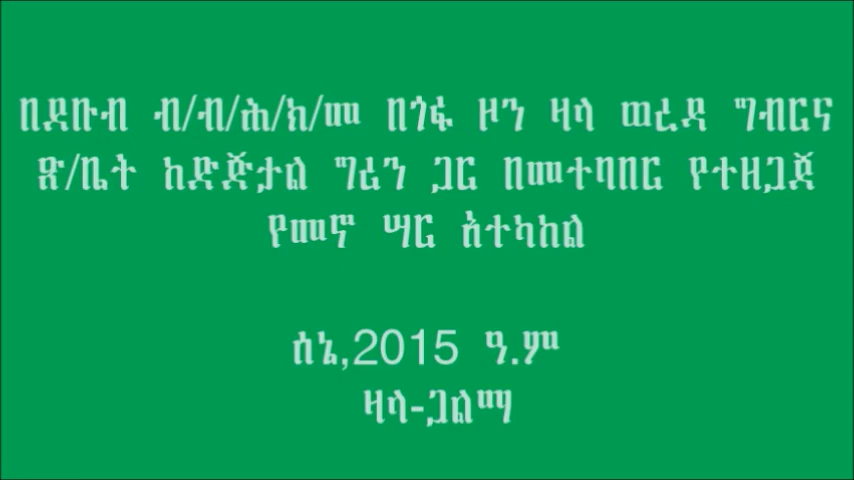 በደቡብ ብ/ብ/ሕ/ክ/መ በጎፋ ዞን ዛላ ወረዳ ግብርና
ጽ/ቤት ከድጅታል ግሪን ጋር በመተባበር የተዘጋጀ
የመኖ ሣር አተካከል
ሰኔ,2015 ዓ.ም
ዛላ-ጋልማ